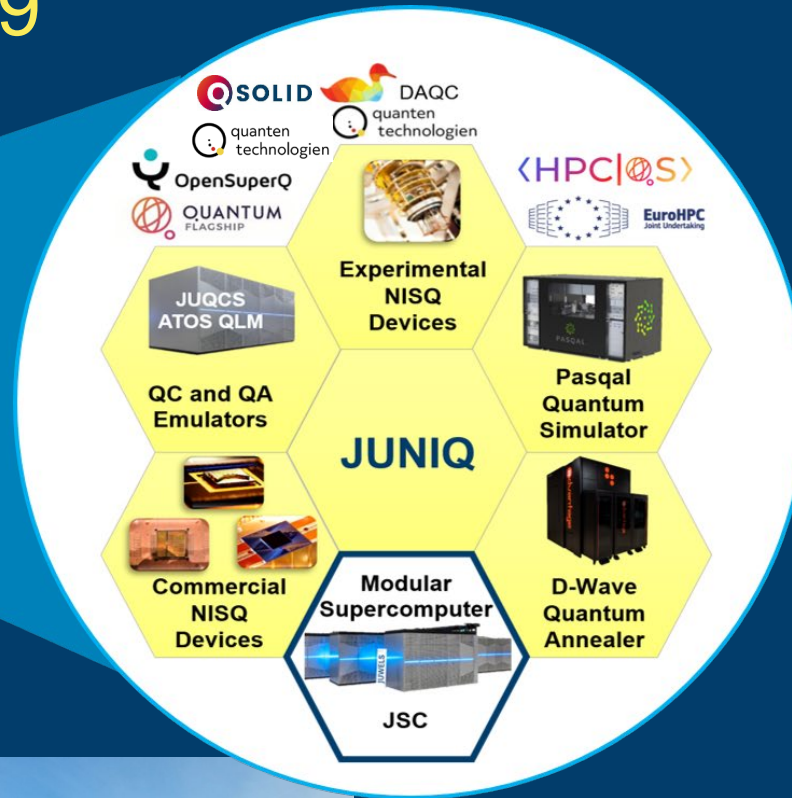 9
QSOLID
DAQC
quanten
technologien
quanten
technologien
OpenSuperQ
QUANTUM
FLAGSHIP
<HPC|QS>
EuroHPC
Joint Undertaking
Experimental
NISQ
Devices
JUQCS
ATOS QLM
QC and QA
Emulators
PASQAL
Pasqal
Quantum
Simulator
JUNIQ
Commercial
NISQ
Devices
Modular
Supercomputer
JUWELS
JSC
D-Wave
Quantum
Annealer